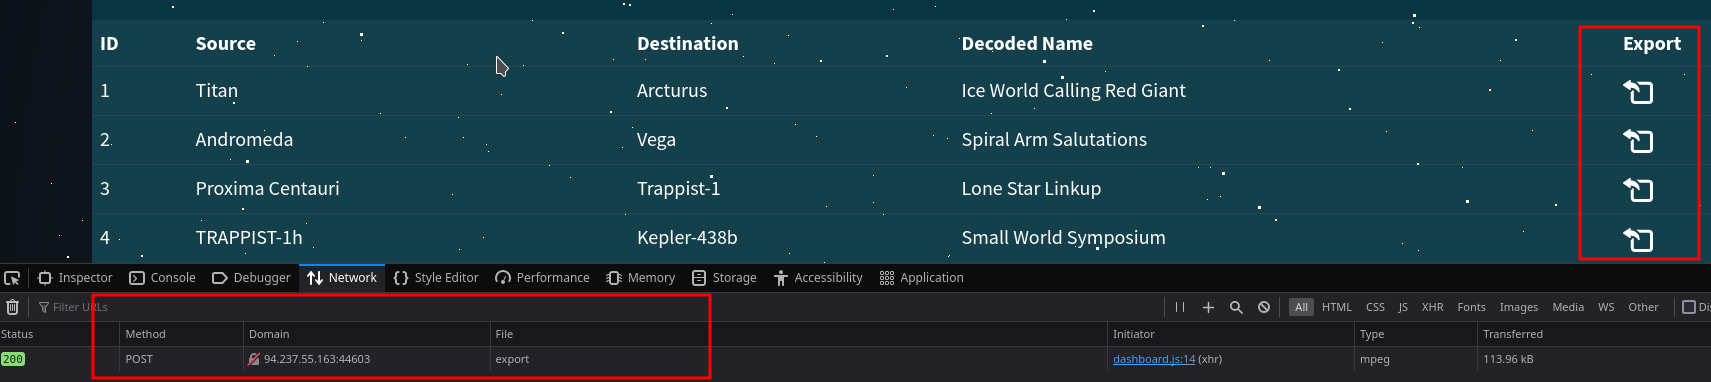 ID Source Destination Decoded Name Export
1 Titan Arcturus Ice World Calling Red Giant
2 Andromeda Vega Spiral Arm Salutations
3 Proxima Centauri Trappist-1 Lone Star Linkup
4 TRAPPIST-1h Kepler-438b Small World Symposium
Inspector Console Debugger Network Style Editor Performance Memory Storage Accessibility Application
Filter URLs All HTML CSS JS XHR Fonts Images Media WS Other Dis
Status Method Domain File Initiator Type Transferred
200 POST 94.237.55.163:44603 export dashboard.js:14 (xhr) mpeg 113.96 kB